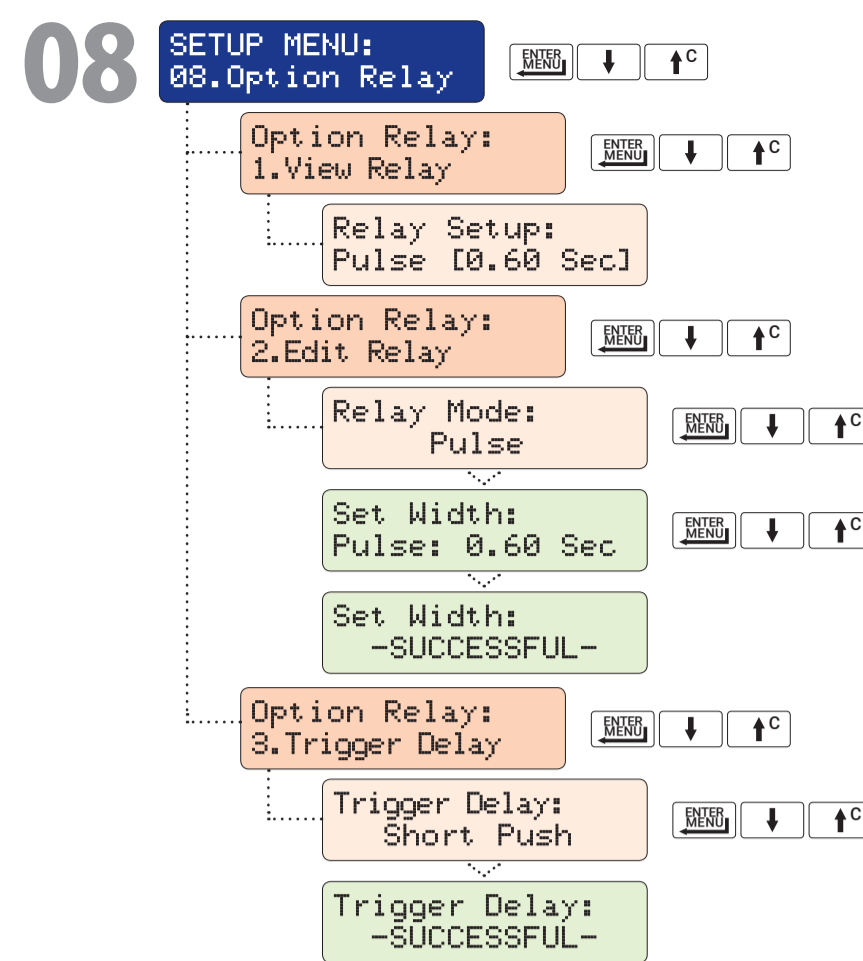 08
SETUP MENU:
08.Option Relay
ENTER
MENU
C
Option Relay:
1.View Relay
ENTER
MENU
C
Relay Setup:
Pulse [0.60 Sec]
Option Relay:
2.Edit Relay
ENTER
MENU
C
Relay Mode:
Pulse
ENTER
MENU
C
Set Width:
Pulse: 0.60 Sec
ENTER
MENU
C
Set Width:
-SUCCESSFUL-
Option Relay:
3.Trigger Delay
ENTER
MENU
C
Trigger Delay:
Short Push
ENTER
MENU
C
Trigger Delay:
-SUCCESSFUL-